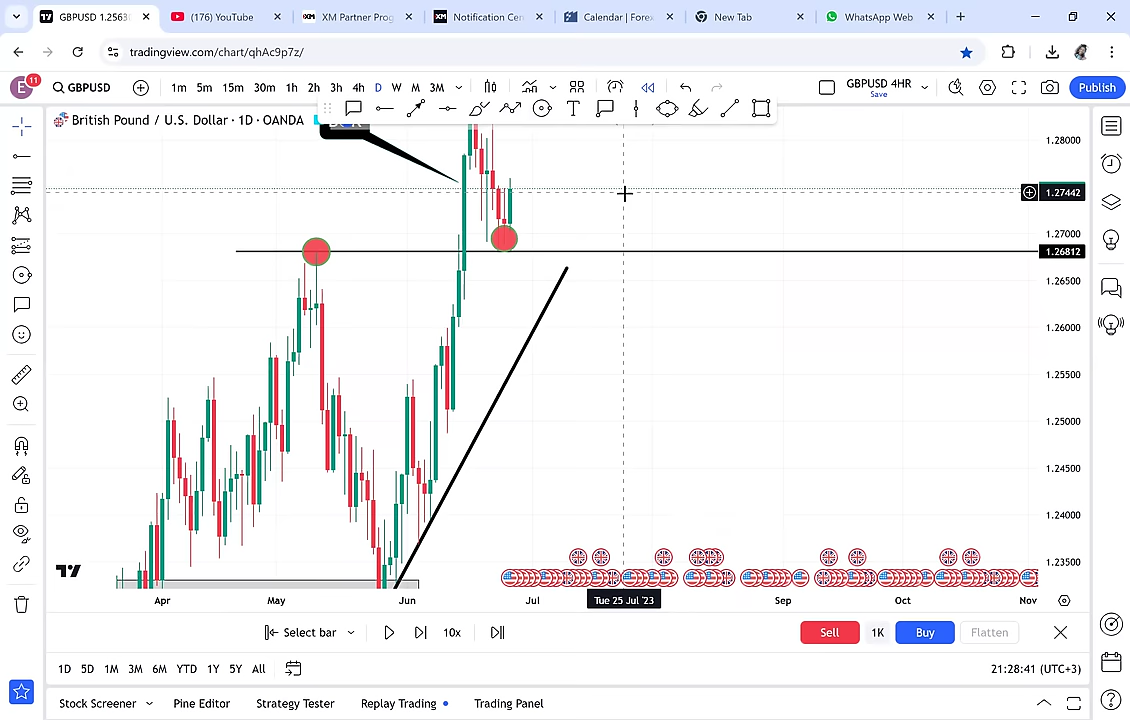 GBPUSD 1.2563
(176) YouTube
XM Partner Prog
Notification Cen
Calendar | Forex
New Tab
WhatsApp Web
tradingview.com/chart/qhAc9p7z/
E
11
GBPUSD
1m 5m 15m 30m 1h 2h 3h 4h D W M 3M
GBPUSD 4HR
Save
Publish
British Pound / U.S. Dollar · 1D · OANDA
1.28000
1.27442
1.27000
1.26812
1.26500
1.26000
1.25500
1.25000
1.24500
1.24000
1.23500
Apr May Jun Jul Tue 25 Jul '23 Sep Oct Nov
Select bar
10x
Sell 1K Buy Flatten
1D 5D 1M 3M 6M YTD 1Y 5Y All
21:28:41 (UTC+3)
Stock Screener Pine Editor Strategy Tester Replay Trading Trading Panel